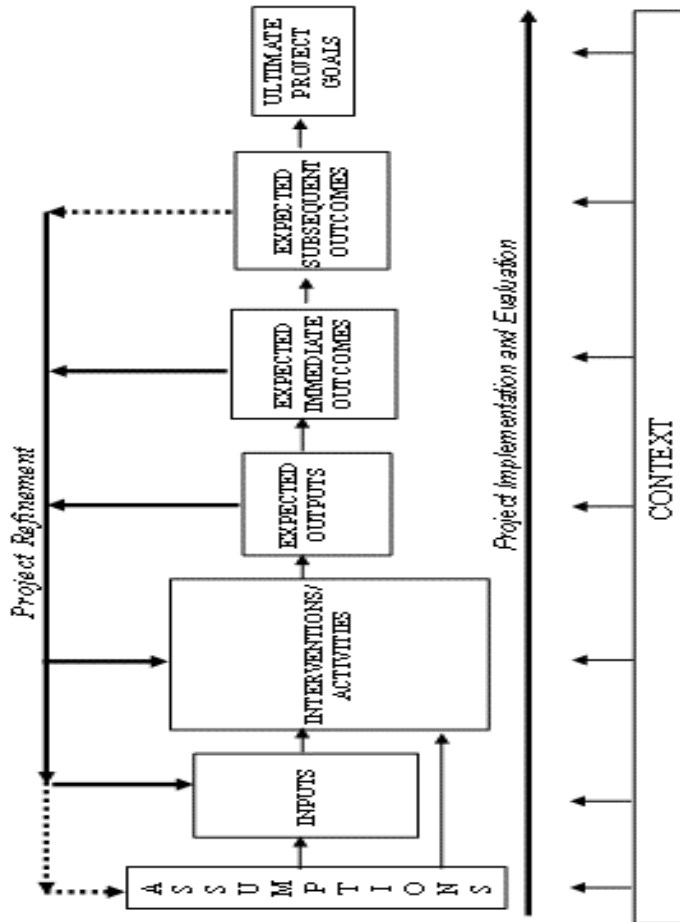 Project Refinement
A
S
S
U
M
P
T
I
O
N
S
INPUTS
INTERVENTIONS/
ACTIVITIES
EXPECTED
OUTPUTS
EXPECTED
IMMEDIATE
OUTCOMES
EXPECTED
SUBSEQUENT
OUTCOMES
ULTIMATE
PROJECT
GOALS
Project Implementation and Evaluation
CONTEXT